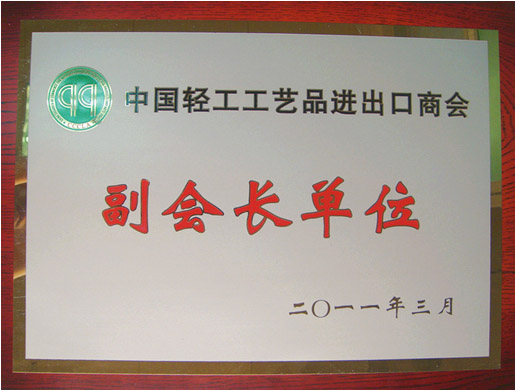 中国轻工工艺品进出口商会
副会长单位
二〇一一年三月